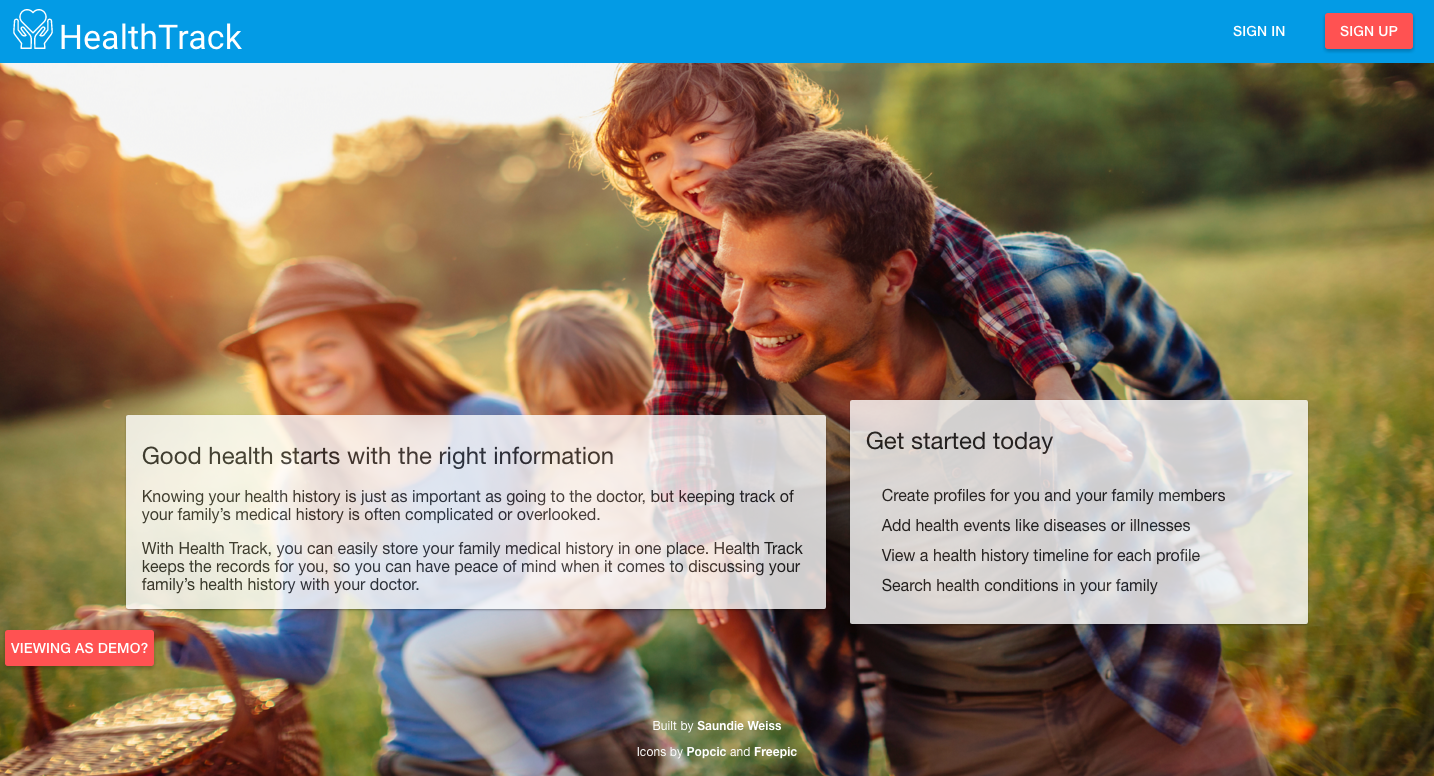 HealthTrack
SIGN IN
SIGN UP
Good health starts with the right information
Knowing your health history is just as important as going to the doctor, but keeping track of
your family’s medical history is often complicated or overlooked.
With Health Track, you can easily store your family medical history in one place. Health Track
keeps the records for you, so you can have peace of mind when it comes to discussing your
family’s health history with your doctor.
Get started today
Create profiles for you and your family members
Add health events like diseases or illnesses
View a health history timeline for each profile
Search health conditions in your family
VIEWING AS DEMO?
Built by Saundie Weiss
Icons by Popcic and Freepic